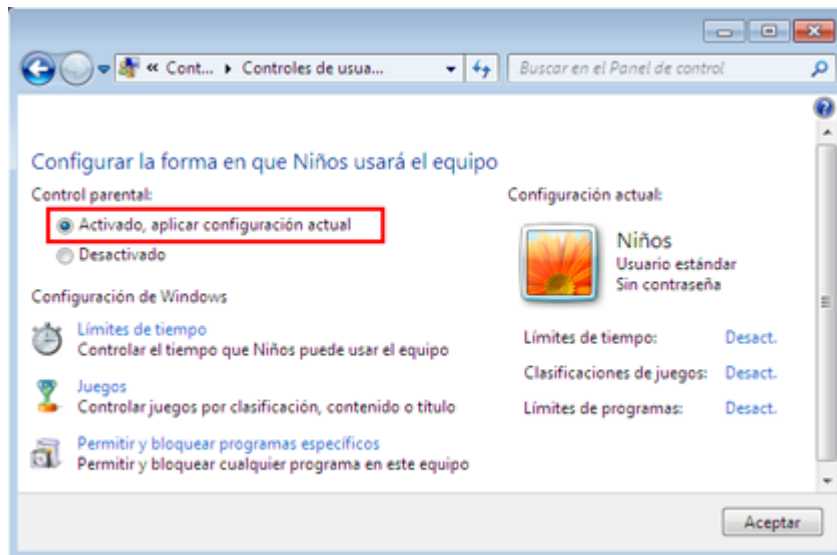 « Cont... Controles de usua...
Buscar en el Panel de control
Configurar la forma en que Niños usará el equipo
Control parental:
Activado, aplicar configuración actual
Desactivado
Configuración de Windows
Límites de tiempo
Controlar el tiempo que Niños puede usar el equipo
Juegos
Controlar juegos por clasificación, contenido o título
Permitir y bloquear programas específicos
Permitir y bloquear cualquier programa en este equipo
Configuración actual:
Niños
Usuario estándar
Sin contraseña
Límites de tiempo: Desact.
Clasificaciones de juegos: Desact.
Límites de programas: Desact.
Aceptar